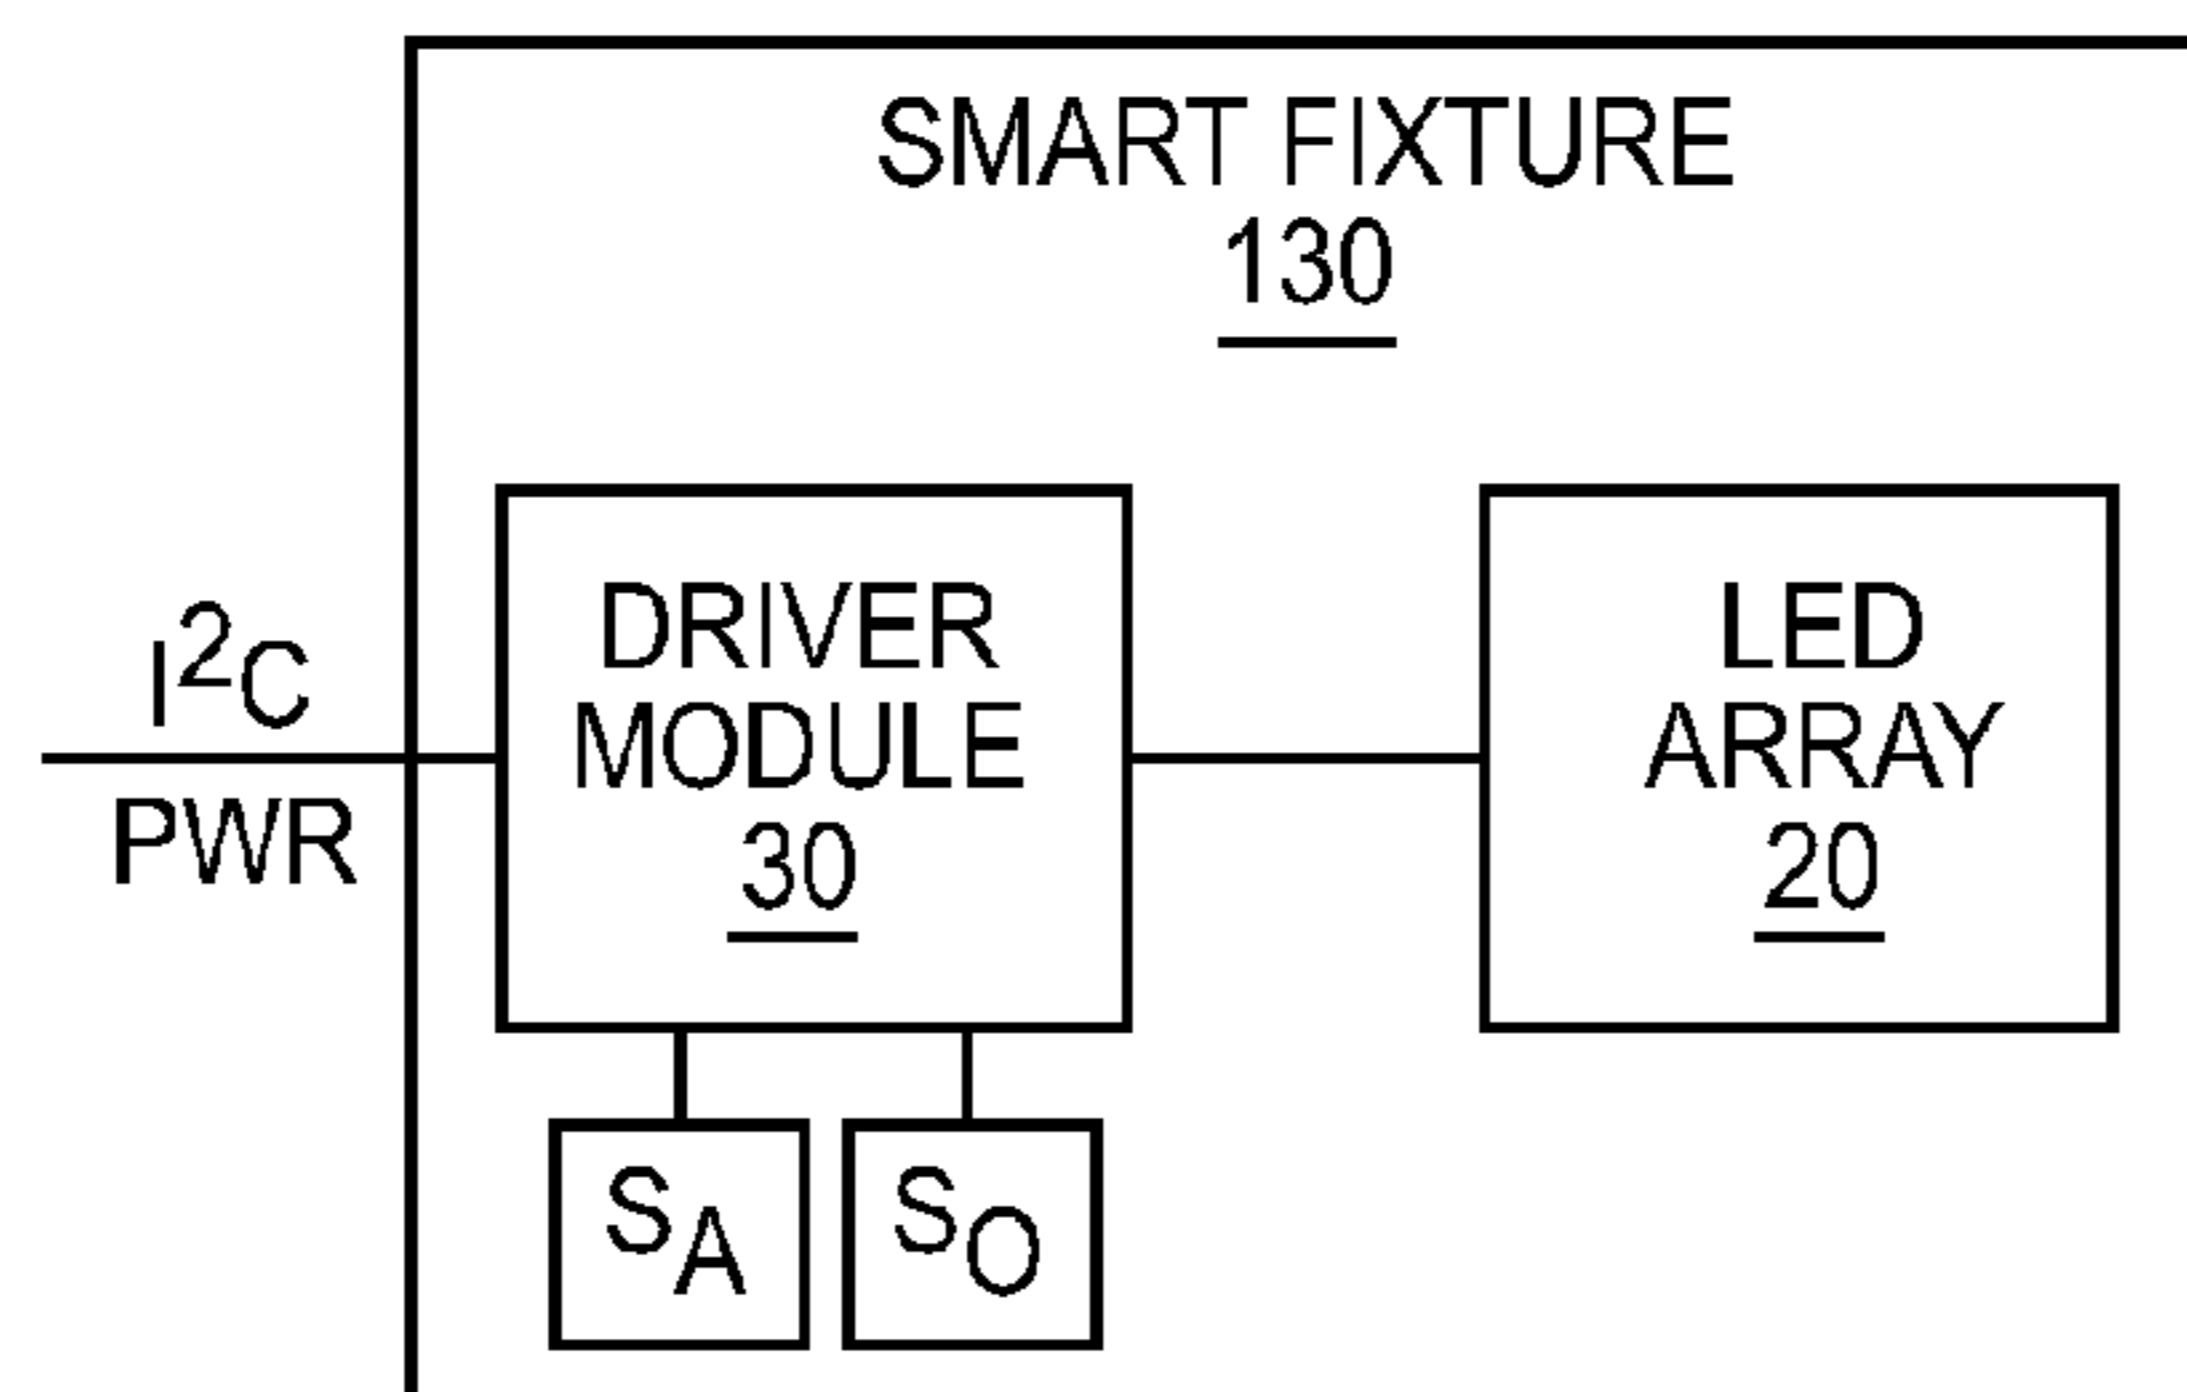 SMART FIXTURE
130
I²C
PWR
DRIVER
MODULE
30
LED
ARRAY
20
S_A
S_O